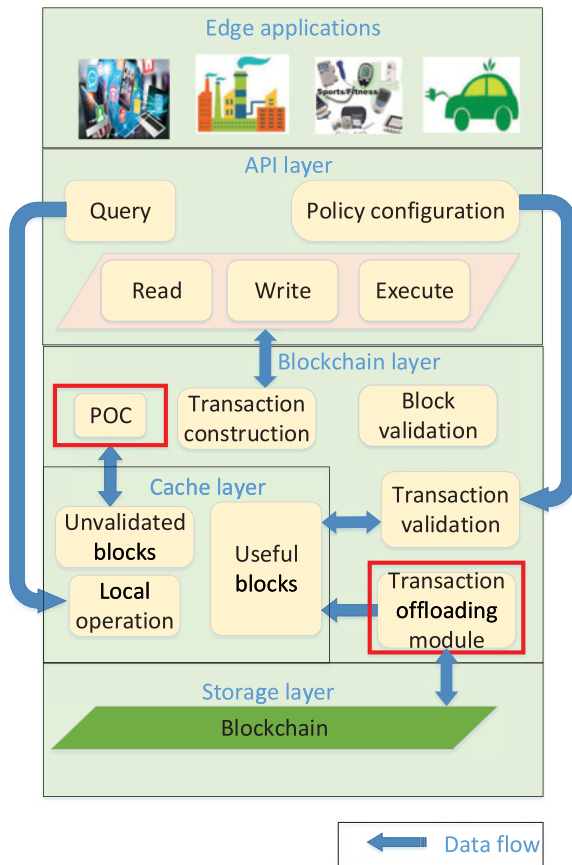 Edge applications
Sports/Fitness
API layer
Query
Policy configuration
Read
Write
Execute
Blockchain layer
POC
Transaction
construction
Block
validation
Cache layer
Transaction
validation
Unvalidated
blocks
Useful
blocks
Local
operation
Transaction
offloading
module
Storage layer
Blockchain
Data flow